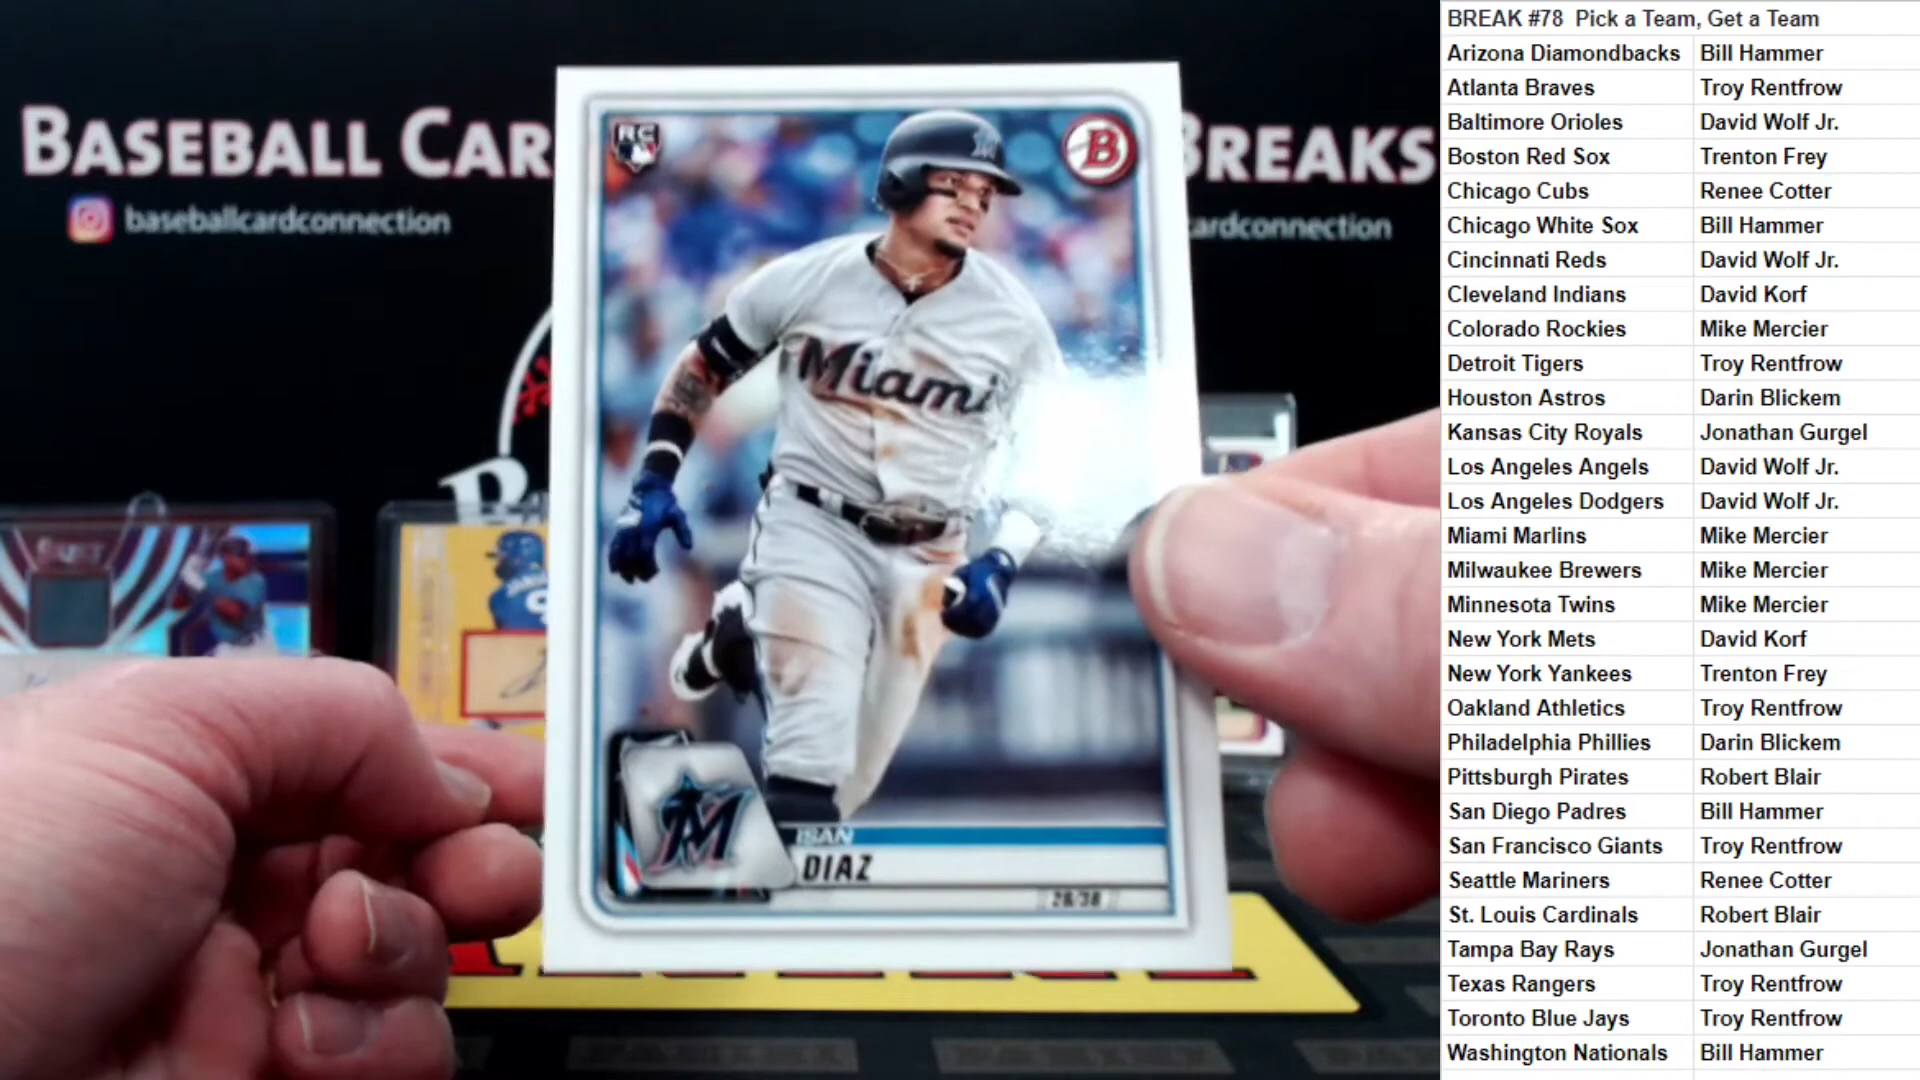 BASEBALL CAR
BREAKS
baseballcardconnection
ardconnection
RC
B
Miami
M
ISAN
DIAZ
28/38
BREAK #78 Pick a Team, Get a Team
Arizona Diamondbacks Bill Hammer
Atlanta Braves Troy Rentfrow
Baltimore Orioles David Wolf Jr.
Boston Red Sox Trenton Frey
Chicago Cubs Renee Cotter
Chicago White Sox Bill Hammer
Cincinnati Reds David Wolf Jr.
Cleveland Indians David Korf
Colorado Rockies Mike Mercier
Detroit Tigers Troy Rentfrow
Houston Astros Darin Blickem
Kansas City Royals Jonathan Gurgel
Los Angeles Angels David Wolf Jr.
Los Angeles Dodgers David Wolf Jr.
Miami Marlins Mike Mercier
Milwaukee Brewers Mike Mercier
Minnesota Twins Mike Mercier
New York Mets David Korf
New York Yankees Trenton Frey
Oakland Athletics Troy Rentfrow
Philadelphia Phillies Darin Blickem
Pittsburgh Pirates Robert Blair
San Diego Padres Bill Hammer
San Francisco Giants Troy Rentfrow
Seattle Mariners Renee Cotter
St. Louis Cardinals Robert Blair
Tampa Bay Rays Jonathan Gurgel
Texas Rangers Troy Rentfrow
Toronto Blue Jays Troy Rentfrow
Washington Nationals Bill Hammer